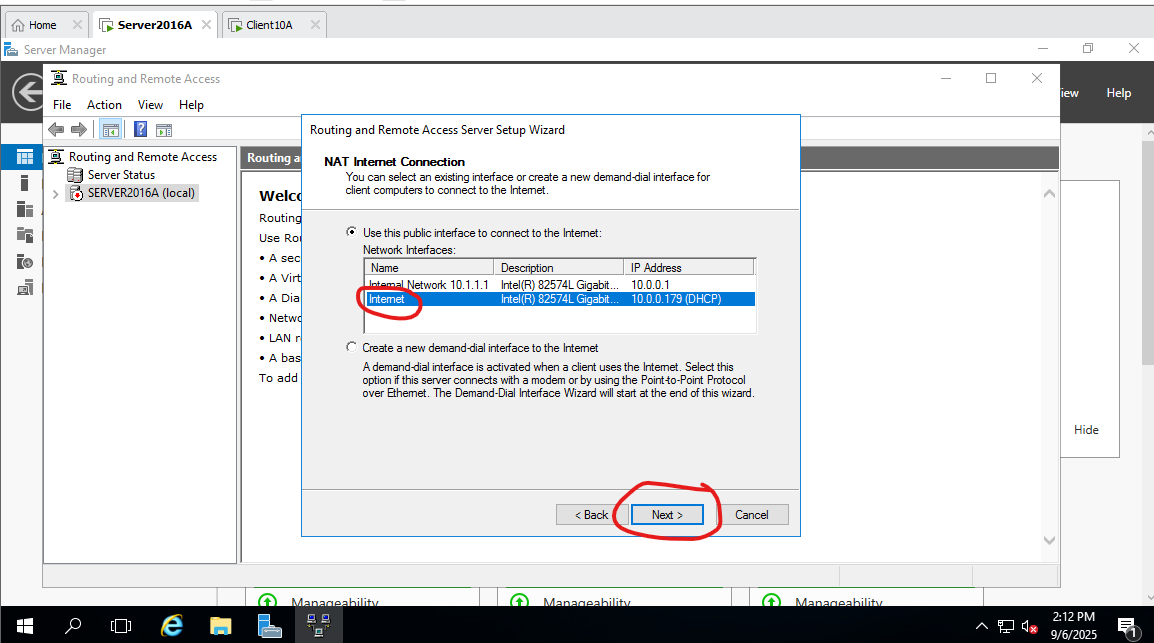 Home
Server2016A
Client10A
Server Manager
Routing and Remote Access
iew
Help
File Action View Help
Routing and Remote Access Server Setup Wizard
Routing and Remote Access
Server Status
SERVER2016A (local)
Routing a
Welco
Routing
Use Rou
• A sec
• A Virt
• A Dia
• Netwo
• LAN r
• A bas
To add
NAT Internet Connection
You can select an existing interface or create a new demand-dial interface for
client computers to connect to the Internet.
Use this public interface to connect to the Internet:
Network Interfaces:
Name Description IP Address
Internal Network 10.1.1.1 Intel(R) 82574L Gigabit... 10.0.0.1
Internet Intel(R) 82574L Gigabit... 10.0.0.179 (DHCP)
Create a new demand-dial interface to the Internet
A demand-dial interface is activated when a client uses the Internet. Select this
option if this server connects with a modem or by using the Point-to-Point Protocol
over Ethernet. The Demand-Dial Interface Wizard will start at the end of this wizard.
Hide
< Back Next > Cancel
Manageability Manageability Manageability
2:12 PM
9/6/2025
1